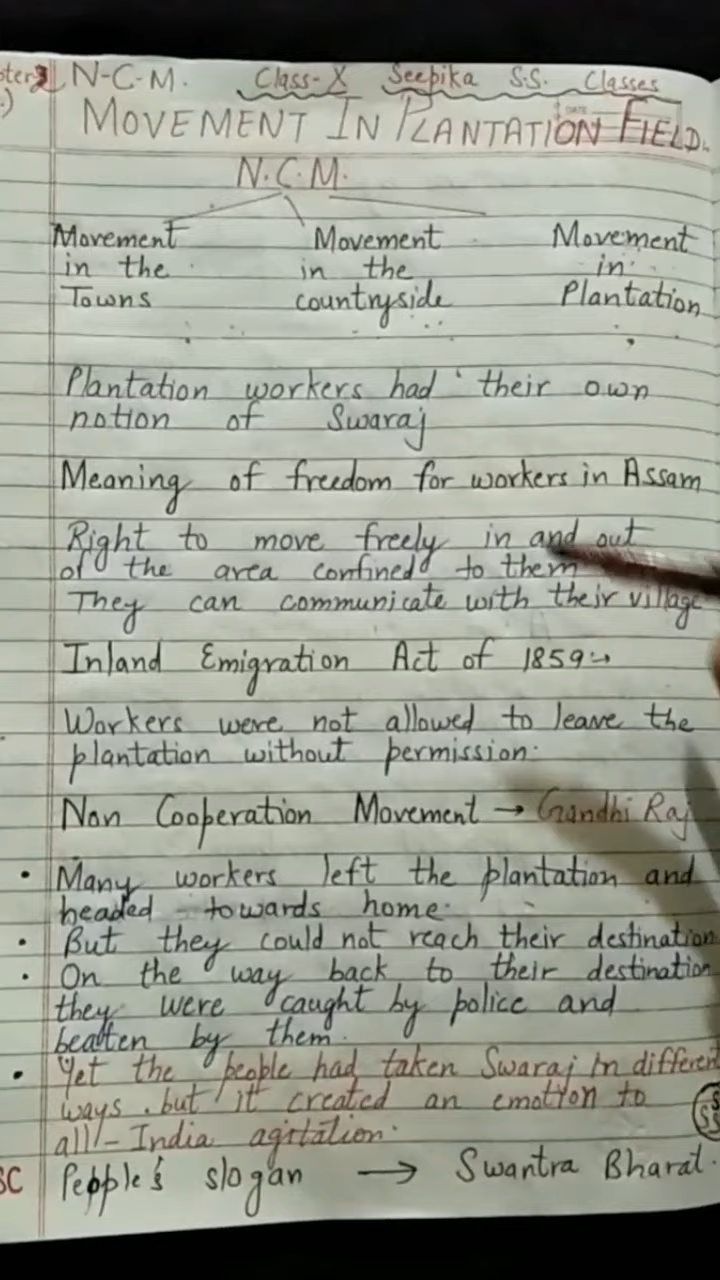 N-C-M. Class-X Seepika S.S. Classes
MOVEMENT IN PLANTATION FIELD.
DATE
N.C.M.
Movement Movement Movement
in the in the in
Towns countryside Plantation
Plantation workers had their own
notion of Swaraj
Meaning of freedom for workers in Assam
Right to move freely in and out
of the area confined to them
They can communicate with their village
Inland Emigration Act of 1859
Workers were not allowed to leave the
plantation without permission.
Non Cooperation Movement → Gandhi Raj
• Many workers left the plantation and
headed towards home.
• But they could not reach their destination
• On the way back to their destination
they were caught by police and
beatten by them.
• Yet the people had taken Swaraj in different
ways. but it created an emotion to
all-India agitation.
People's slogan → Swantra Bharat.